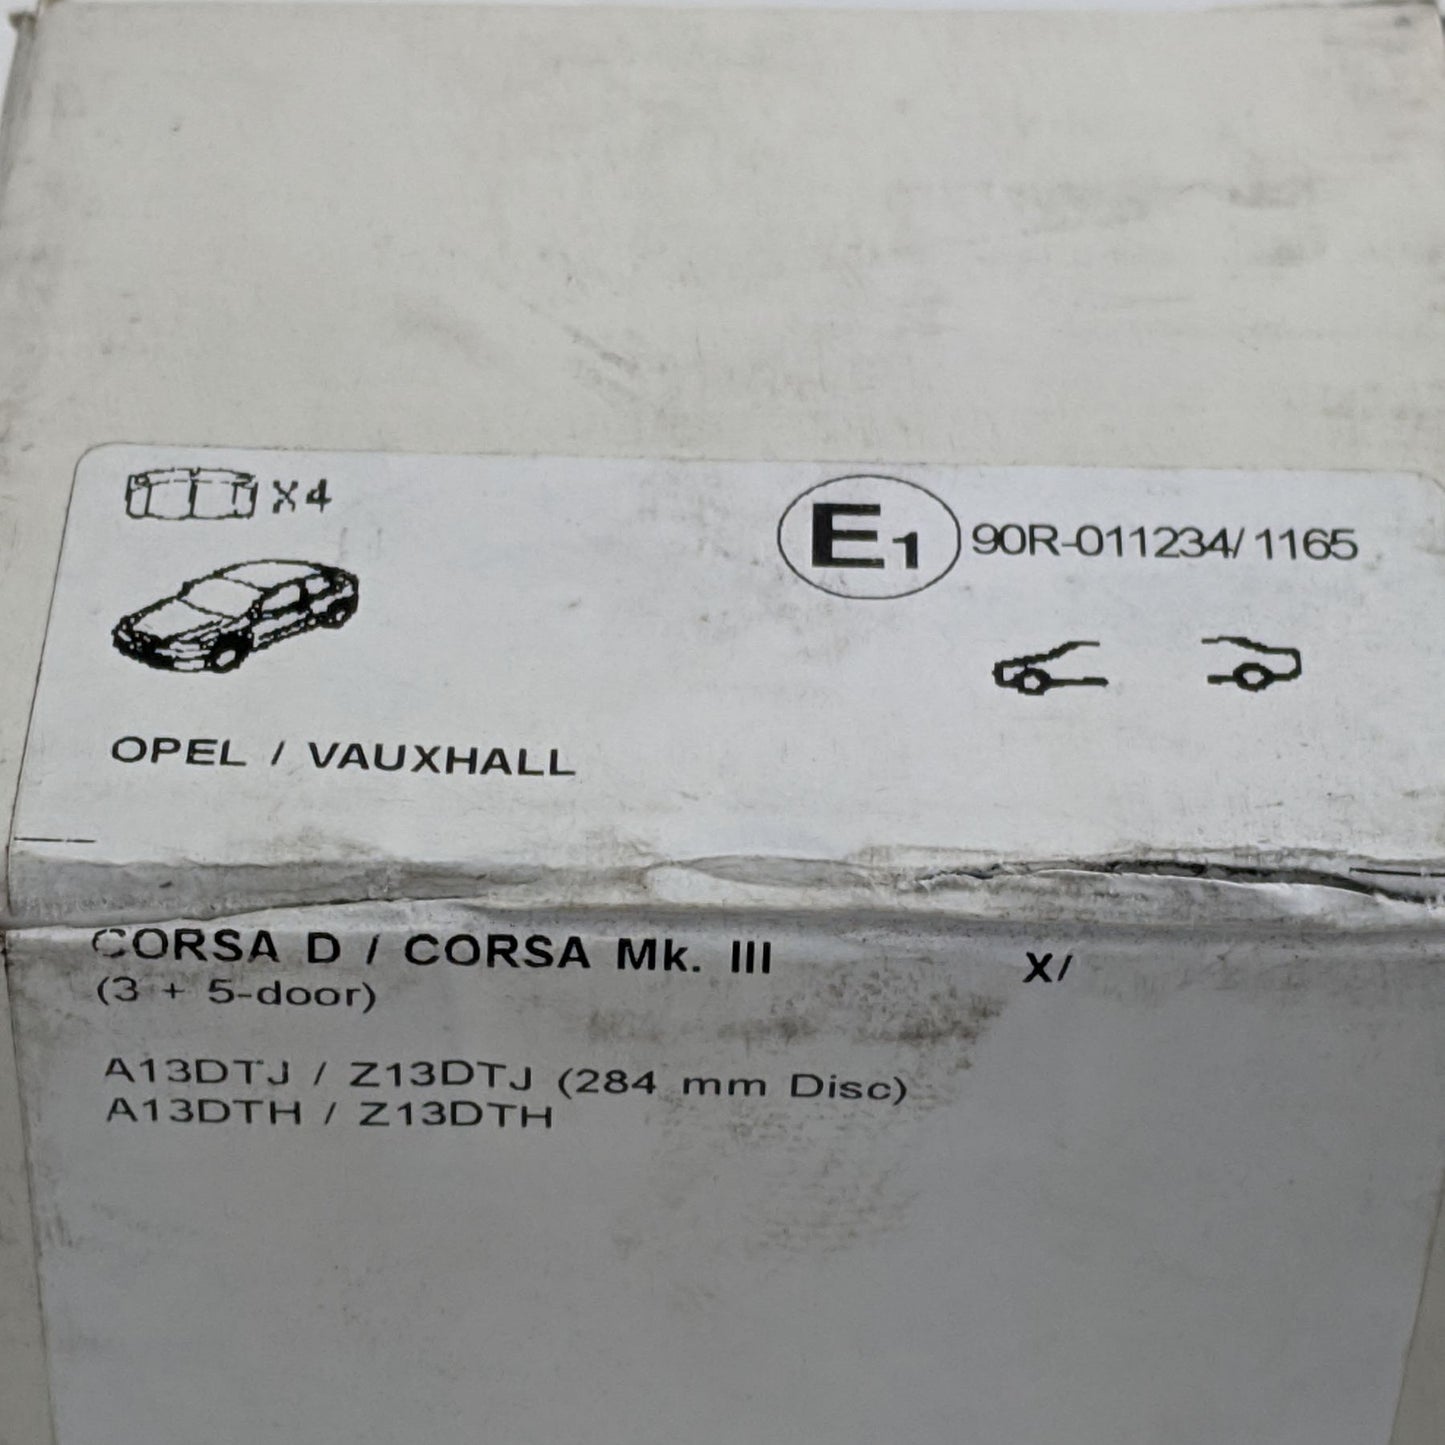 X4
E1 90R-011234/1165
OPEL / VAUXHALL
CORSA D / CORSA Mk. III X/
(3 + 5-door)
A13DTJ / Z13DTJ (284 mm Disc)
A13DTH / Z13DTH